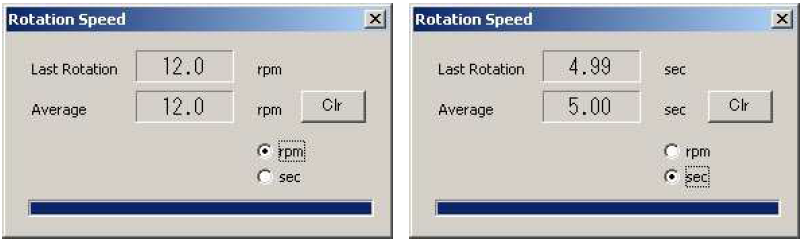 Rotation Speed
Last Rotation 12.0 rpm
Average 12.0 rpm Clr
rpm
sec
Rotation Speed
Last Rotation 4.99 sec
Average 5.00 sec Clr
rpm
sec